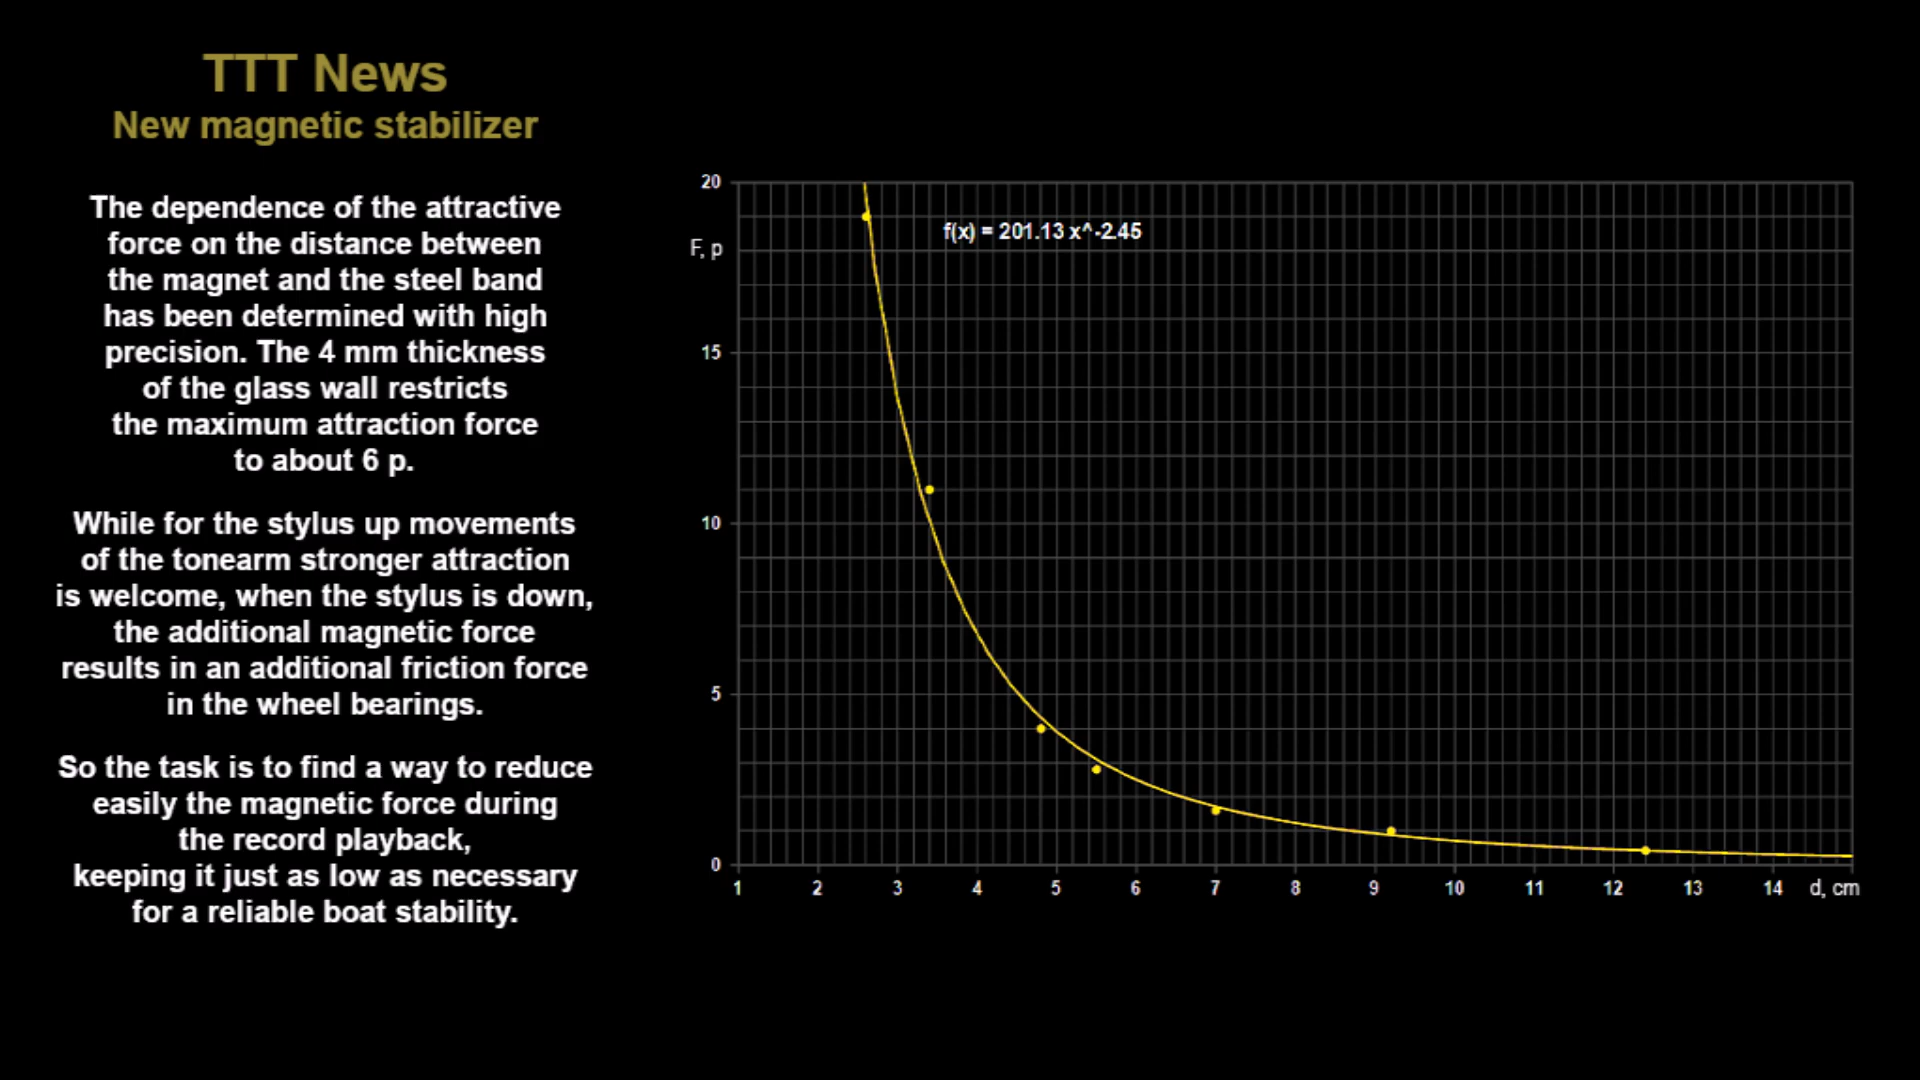 TTT News
New magnetic stabilizer
The dependence of the attractive
force on the distance between
the magnet and the steel band
has been determined with high
precision. The 4 mm thickness
of the glass wall restricts
the maximum attraction force
to about 6 p.
While for the stylus up movements
of the tonearm stronger attraction
is welcome, when the stylus is down,
the additional magnetic force
results in an additional friction force
in the wheel bearings.
So the task is to find a way to reduce
easily the magnetic force during
the record playback,
keeping it just as low as necessary
for a reliable boat stability.
20
F, p
f(x) = 201.13 x^-2.45
15
10
5
0
1 2 3 4 5 6 7 8 9 10 11 12 13 14 d, cm